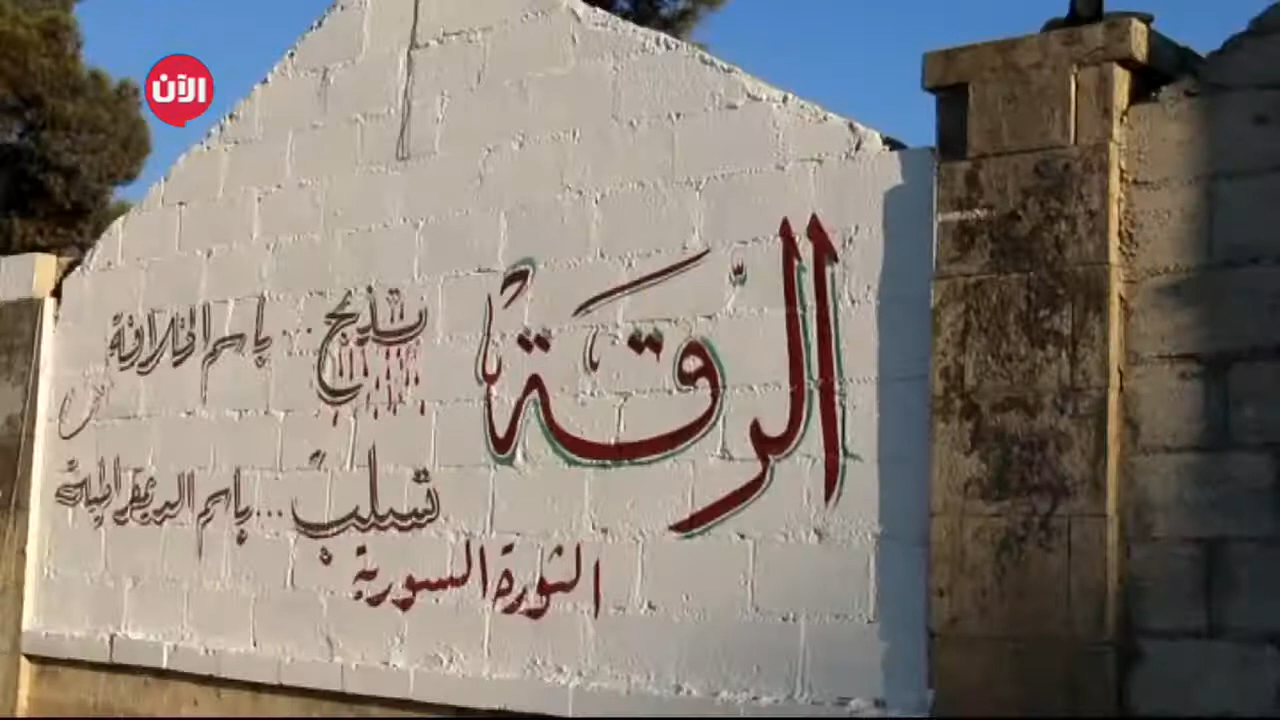 الآن
الرقة
تذبح.. باسم الخلافة
تسلب... باسم الديمقراطية
الثورة السورية